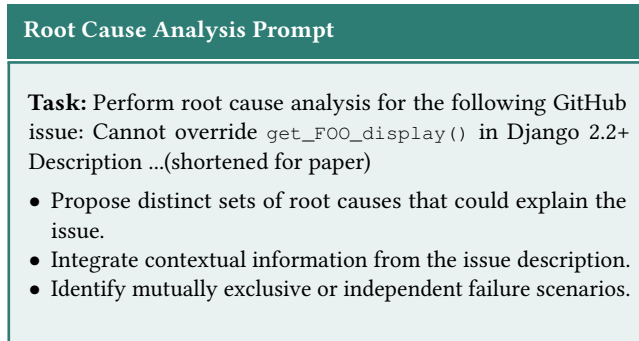 Root Cause Analysis Prompt
Task: Perform root cause analysis for the following GitHub
issue: Cannot override get_FOO_display() in Django 2.2+
Description ...(shortened for paper)
• Propose distinct sets of root causes that could explain the
issue.
• Integrate contextual information from the issue description.
• Identify mutually exclusive or independent failure scenarios.